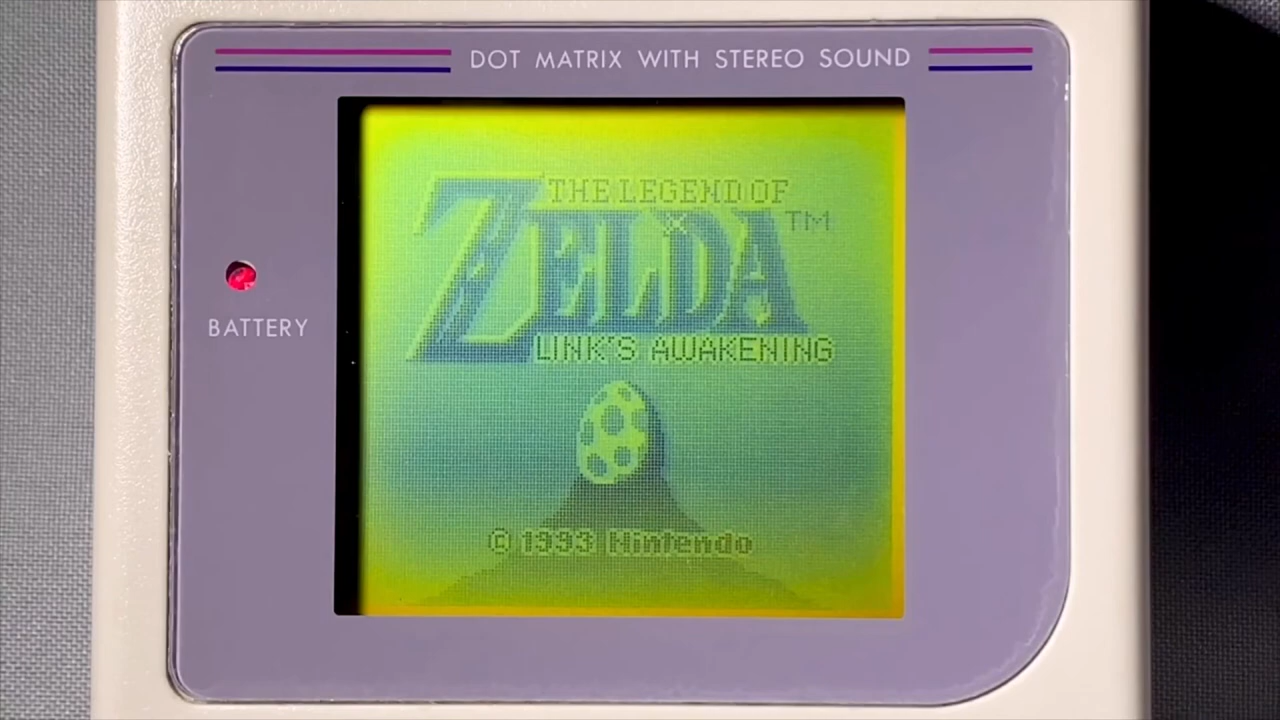 DOT MATRIX WITH STEREO SOUND
THE LEGEND OF
ZELDA TM
LINK'S AWAKENING
BATTERY
© 1993 Nintendo